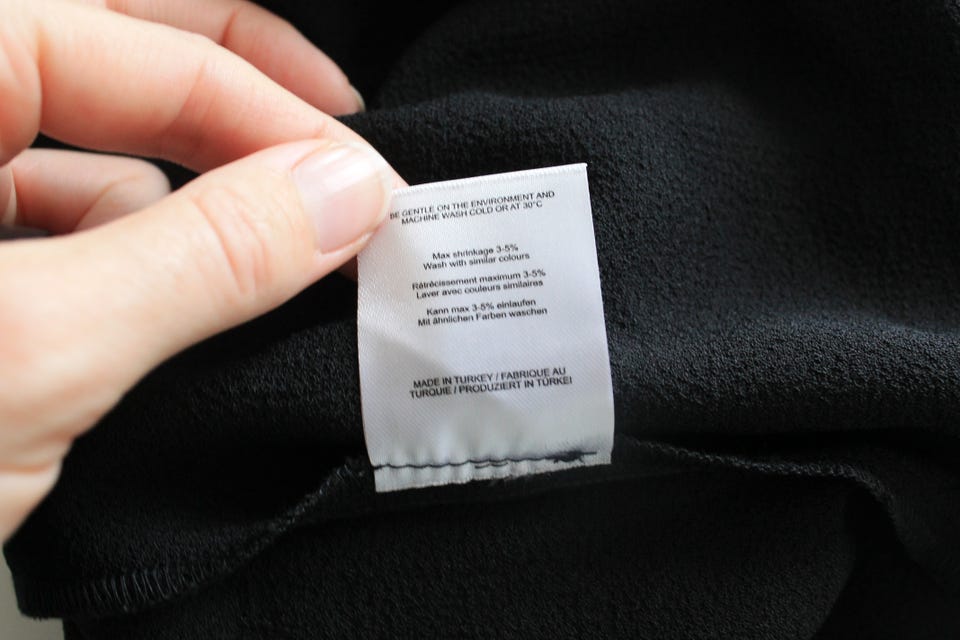 BE GENTLE ON THE ENVIRONMENT AND
MACHINE WASH COLD OR AT 30°C
Max shrinkage 3-5%
Wash with similar colours
Rétrécissement maximum 3-5%
Laver avec couleurs similaires
Kann max 3-5% einlaufen
Mit ähnlichen Farben waschen
MADE IN TURKEY / FABRIQUE AU
TURQUIE / PRODUZIERT IN TÜRKEI